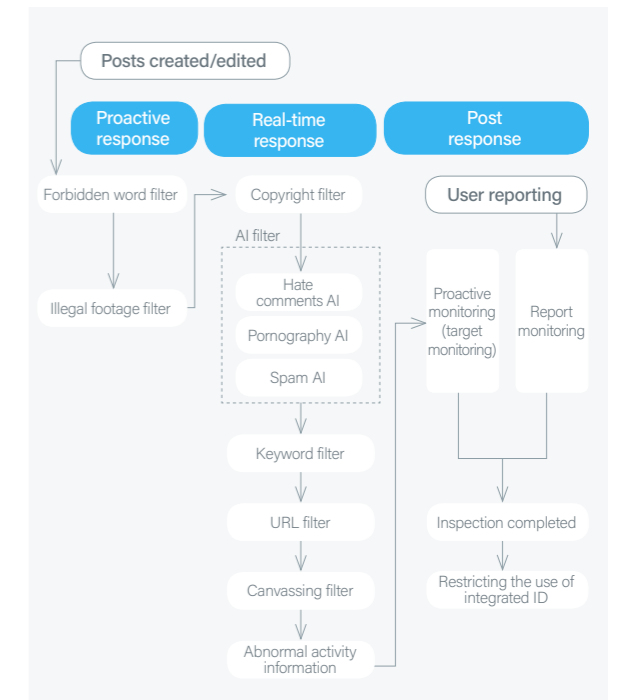 Posts created/edited
Proactive
response
Real-time
response
Post
response
Forbidden word filter
Illegal footage filter
Copyright filter
AI filter
Hate
comments AI
Pornography AI
Spam AI
Keyword filter
URL filter
Canvassing filter
Abnormal activity
information
User reporting
Proactive
monitoring
(target
monitoring)
Report
monitoring
Inspection completed
Restricting the use of
integrated ID